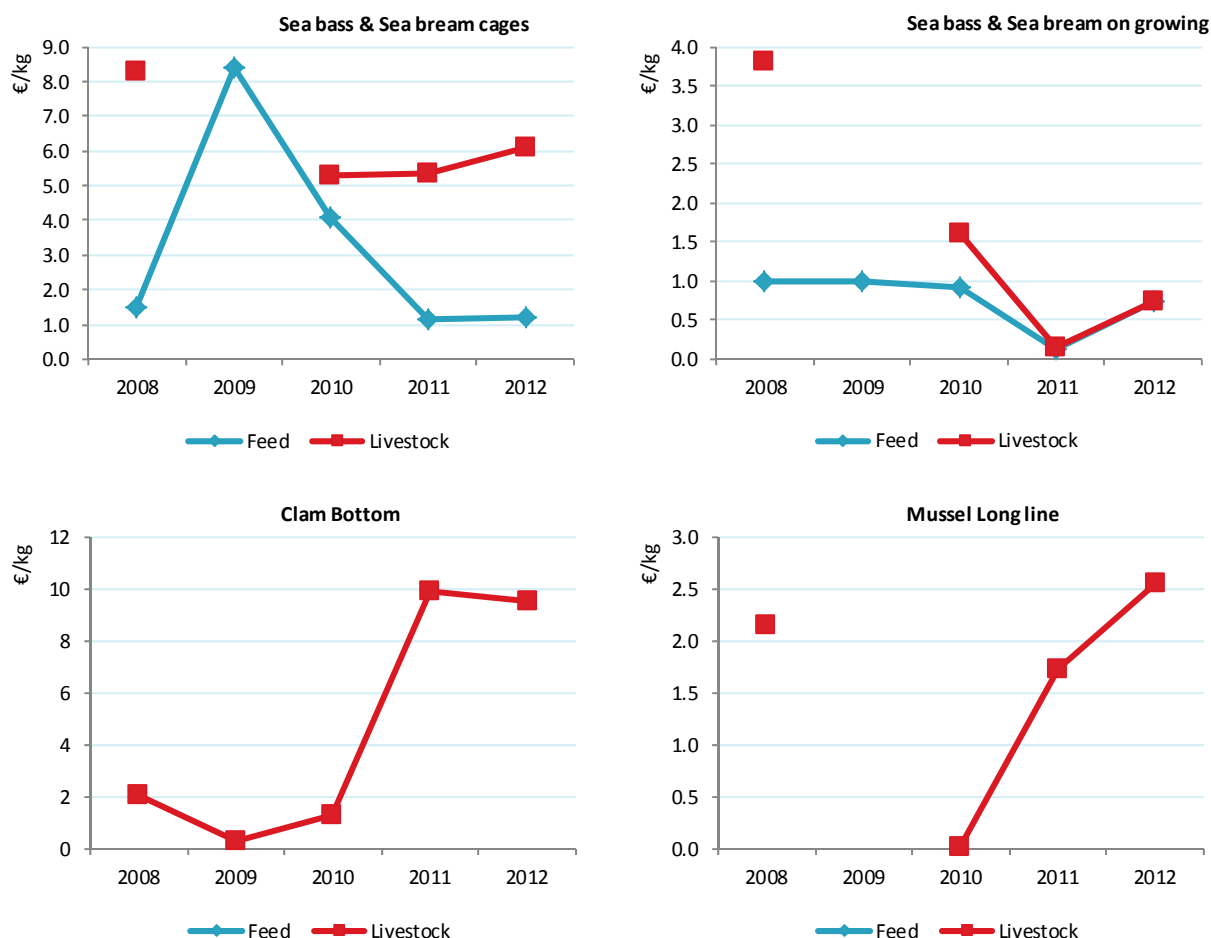 Sea bass & Sea bream cages
€/kg
9.0
8.0
7.0
6.0
5.0
4.0
3.0
2.0
1.0
0.0
2008 2009 2010 2011 2012
Feed Livestock
Sea bass & Sea bream on growing
€/kg
4.0
3.5
3.0
2.5
2.0
1.5
1.0
0.5
0.0
2008 2009 2010 2011 2012
Feed Livestock
Clam Bottom
€/kg
12
10
8
6
4
2
0
2008 2009 2010 2011 2012
Feed Livestock
Mussel Long line
€/kg
3.0
2.5
2.0
1.5
1.0
0.5
0.0
2008 2009 2010 2011 2012
Feed Livestock